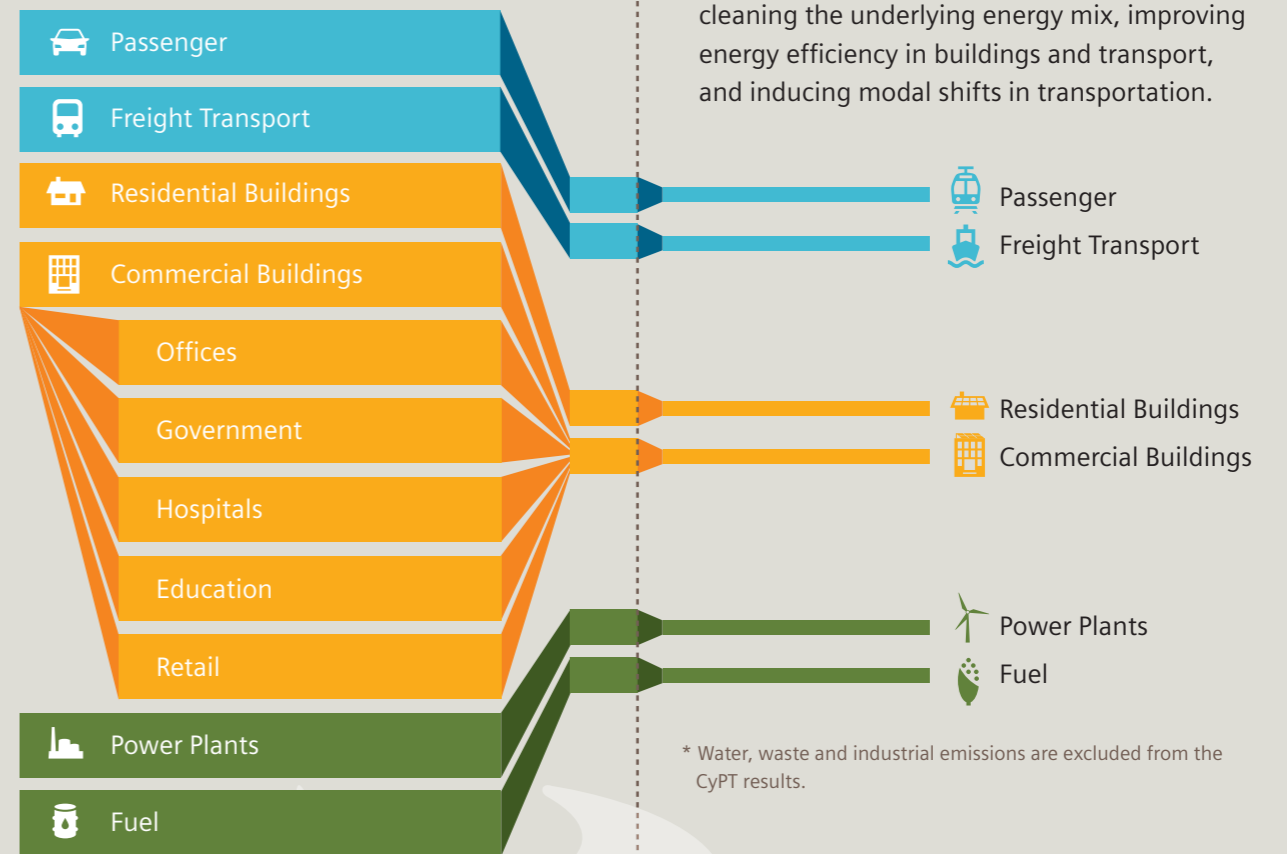 cleaning the underlying energy mix, improving
energy efficiency in buildings and transport,
and inducing modal shifts in transportation.
Passenger
Freight Transport
Residential Buildings
Commercial Buildings
Offices
Government
Hospitals
Education
Retail
Power Plants
Fuel
Passenger
Freight Transport
Residential Buildings
Commercial Buildings
Power Plants
Fuel
* Water, waste and industrial emissions are excluded from the
CyPT results.